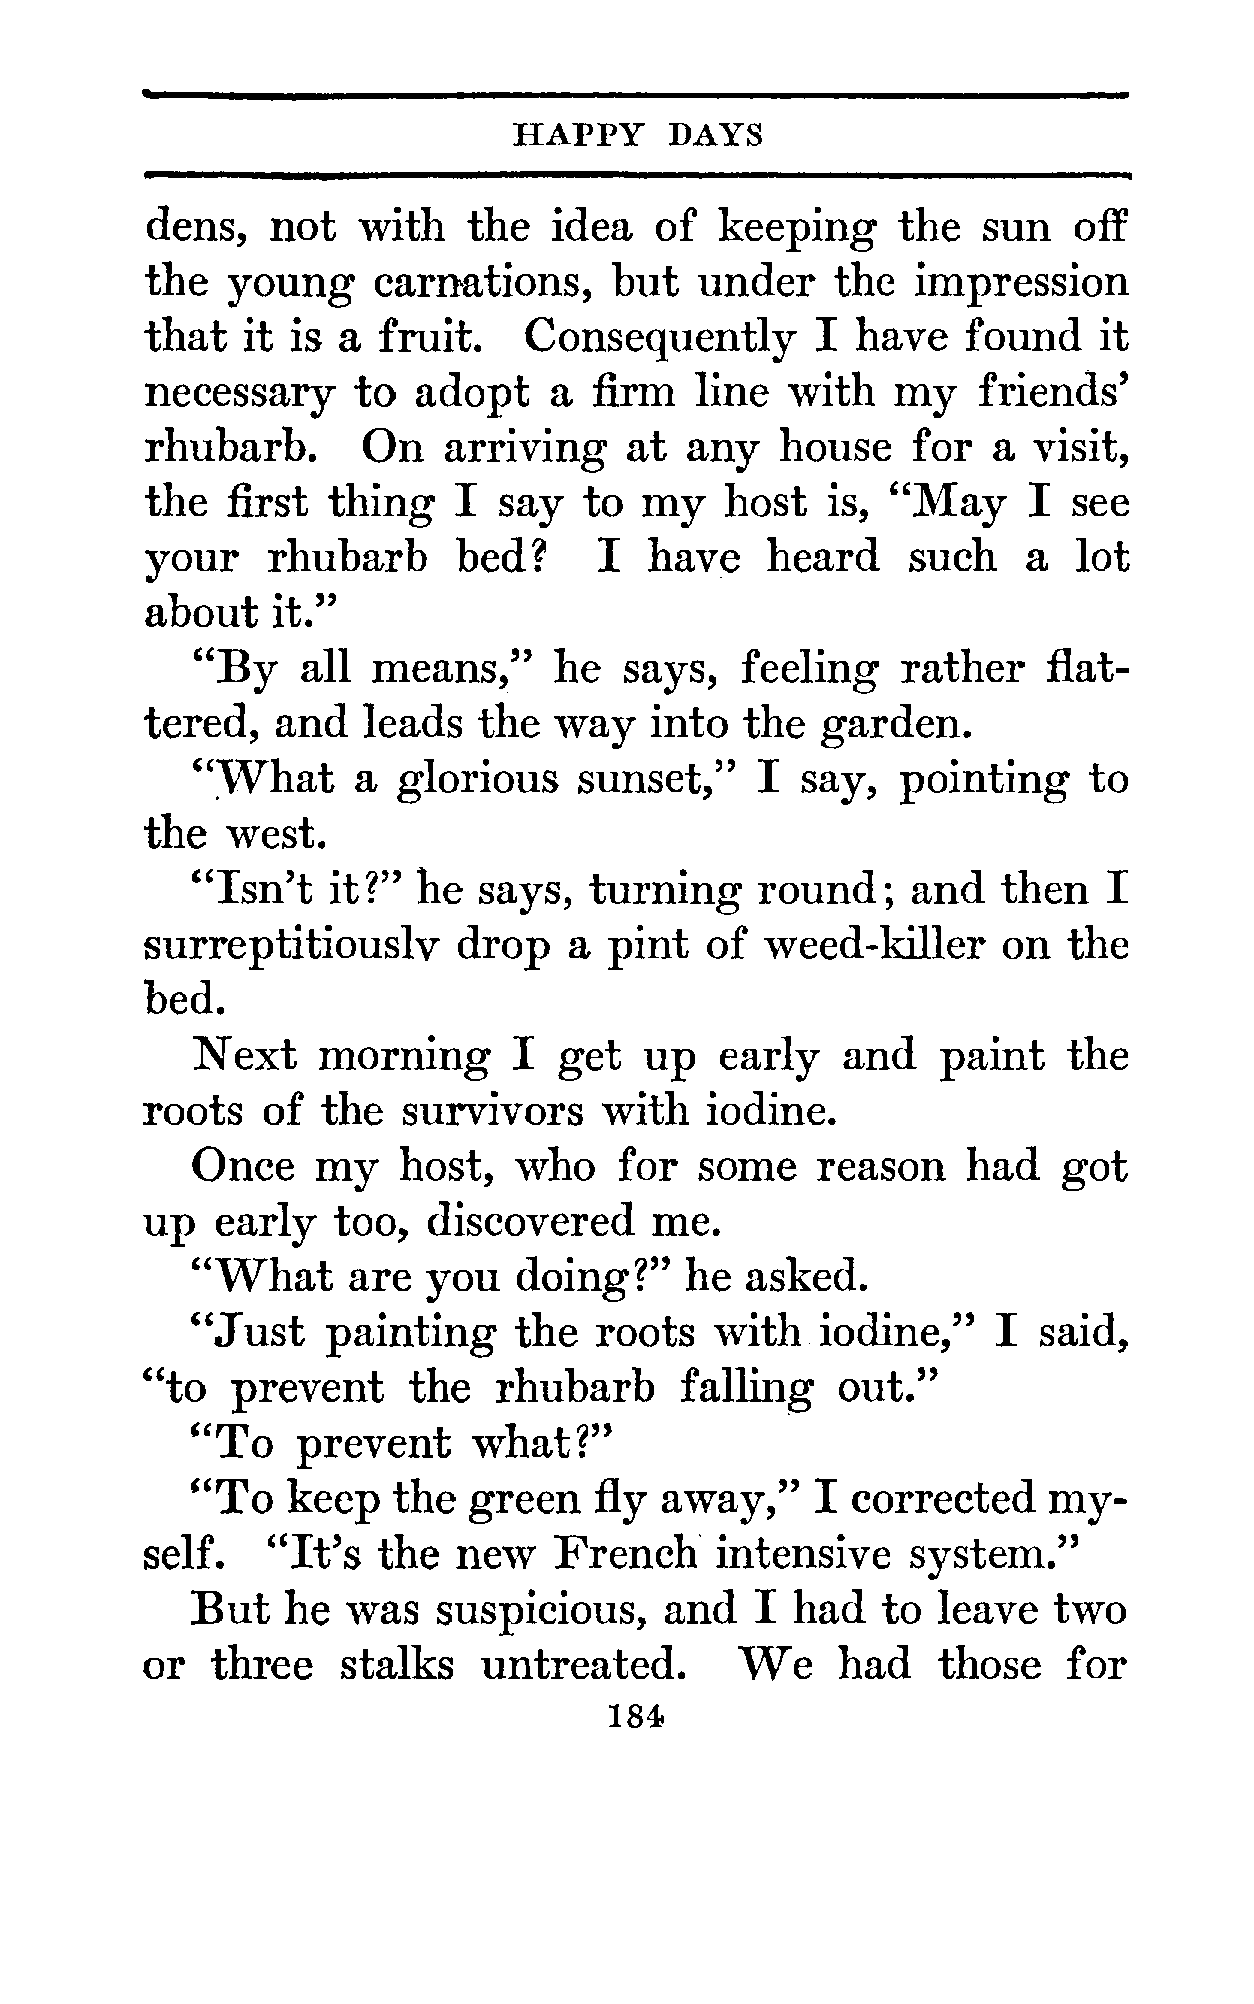 HAPPY DAYS
dens, not with the idea of keeping the sun off
the young carnations, but under the impression
that it is a fruit. Consequently I have found it
necessary to adopt a firm line with my friends'
rhubarb. On arriving at any house for a visit,
the first thing I say to my host is, "May I see
your rhubarb bed? I have heard such a lot
about it."
"By all means," he says, feeling rather flat-
tered, and leads the way into the garden.
"What a glorious sunset," I say, pointing to
the west.
"Isn't it?" he says, turning round; and then I
surreptitiously drop a pint of weed-killer on the
bed.
Next morning I get up early and paint the
roots of the survivors with iodine.
Once my host, who for some reason had got
up early too, discovered me.
"What are you doing?" he asked.
"Just painting the roots with iodine," I said,
"to prevent the rhubarb falling out."
"To prevent what?"
"To keep the green fly away," I corrected my-
self. "It's the new French intensive system."
But he was suspicious, and I had to leave two
or three stalks untreated. We had those for
184